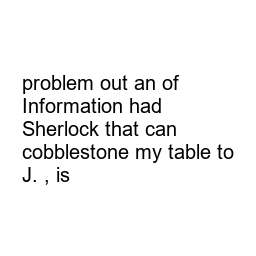 problem out an of
Information had
Sherlock that can
cobblestone my table to
J. , is